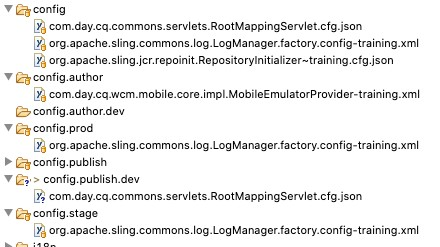 config
com.day.cq.commons.servlets.RootMappingServlet.cfg.json
org.apache.sling.commons.log.LogManager.factory.config-training.xml
org.apache.sling.jcr.repoinit.RepositoryInitializer~training.cfg.json
config.author
com.day.cq.wcm.mobile.core.impl.MobileEmulatorProvider-training.xml
config.author.dev
config.prod
org.apache.sling.commons.log.LogManager.factory.config-training.xml
config.publish
> config.publish.dev
com.day.cq.commons.servlets.RootMappingServlet.cfg.json
config.stage
org.apache.sling.commons.log.LogManager.factory.config-training.xml
i18n